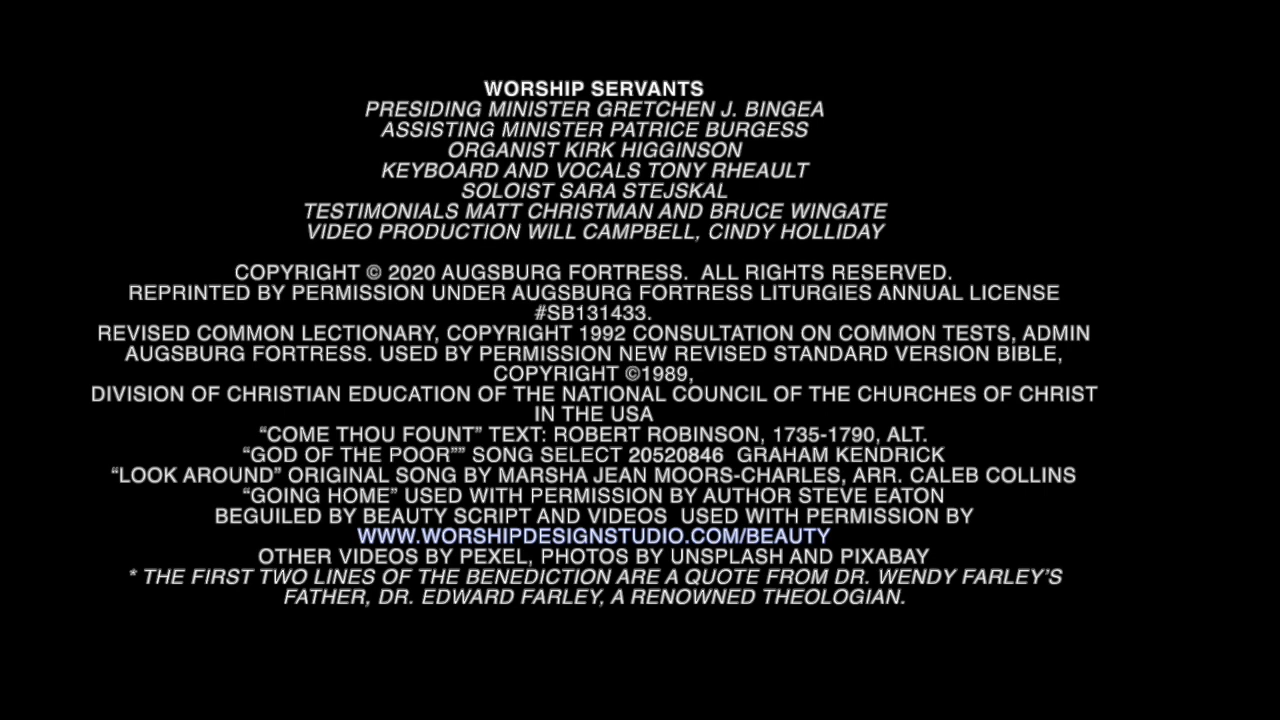 WORSHIP SERVANTS
PRESIDING MINISTER GRETCHEN J. BINGEA
ASSISTING MINISTER PATRICE BURGESS
ORGANIST KIRK HIGGINSON
KEYBOARD AND VOCALS TONY RHEAULT
SOLOIST SARA STEJSKAL
TESTIMONIALS MATT CHRISTMAN AND BRUCE WINGATE
VIDEO PRODUCTION WILL CAMPBELL, CINDY HOLLIDAY
COPYRIGHT © 2020 AUGSBURG FORTRESS.  ALL RIGHTS RESERVED.
REPRINTED BY PERMISSION UNDER AUGSBURG FORTRESS LITURGIES ANNUAL LICENSE
#SB131433.
REVISED COMMON LECTIONARY, COPYRIGHT 1992 CONSULTATION ON COMMON TESTS, ADMIN
AUGSBURG FORTRESS. USED BY PERMISSION NEW REVISED STANDARD VERSION BIBLE,
COPYRIGHT ©1989,
DIVISION OF CHRISTIAN EDUCATION OF THE NATIONAL COUNCIL OF THE CHURCHES OF CHRIST
IN THE USA
“COME THOU FOUNT” TEXT: ROBERT ROBINSON, 1735-1790, ALT.
“GOD OF THE POOR”” SONG SELECT 20520846  GRAHAM KENDRICK
“LOOK AROUND” ORIGINAL SONG BY MARSHA JEAN MOORS-CHARLES, ARR. CALEB COLLINS
“GOING HOME” USED WITH PERMISSION BY AUTHOR STEVE EATON
BEGUILED BY BEAUTY SCRIPT AND VIDEOS  USED WITH PERMISSION BY
WWW.WORSHIPDESIGNSTUDIO.COM/BEAUTY
OTHER VIDEOS BY PEXEL, PHOTOS BY UNSPLASH AND PIXABAY
* THE FIRST TWO LINES OF THE BENEDICTION ARE A QUOTE FROM DR. WENDY FARLEY’S
FATHER, DR. EDWARD FARLEY, A RENOWNED THEOLOGIAN.